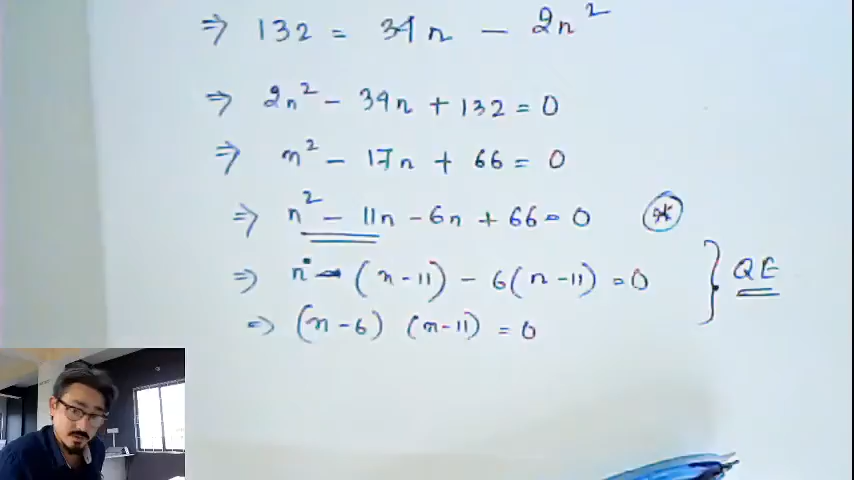 ⇒ 132 = 34n - 2n²
⇒ 2n² - 34n + 132 = 0
⇒ n² - 17n + 66 = 0
⇒ n² - 11n - 6n + 66 = 0 *
⇒ n (n-11) - 6(n-11) = 0 } QE
⇒ (n-6) (n-11) = 0